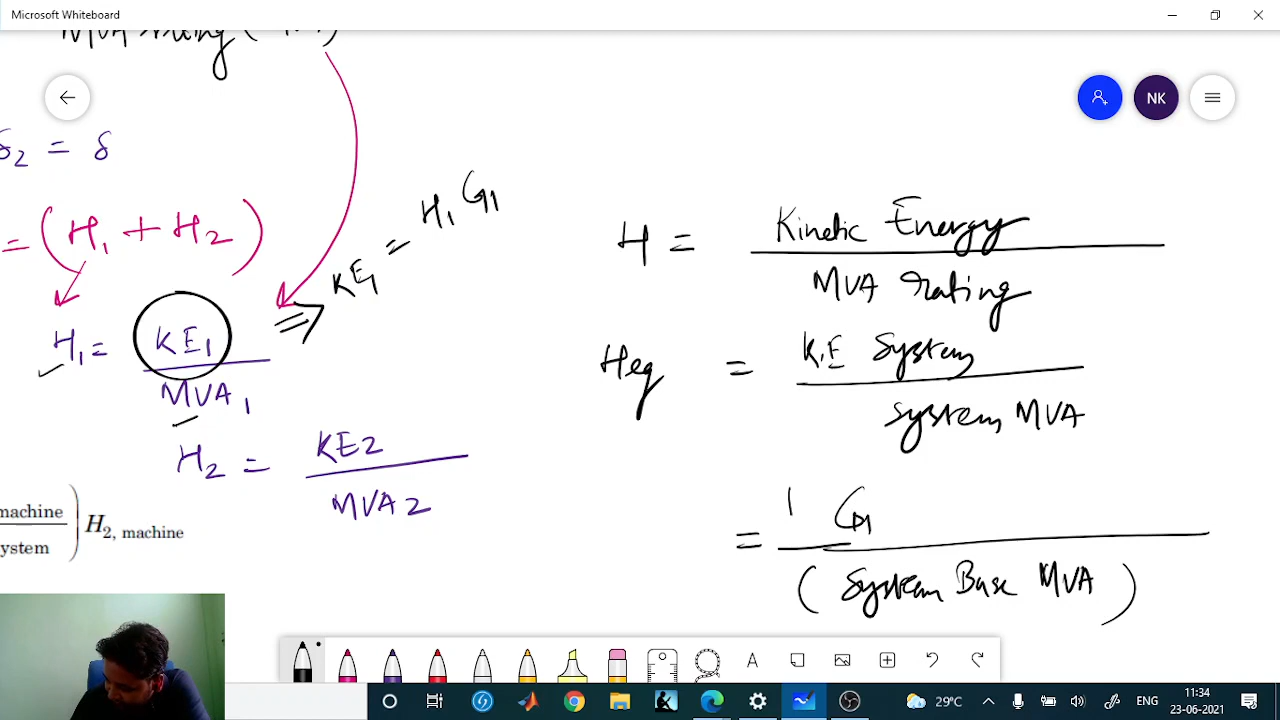 Microsoft Whiteboard
MVA rating (
NK
δ2 = δ
= (H1 + H2)
KE1 = H1 G1
H1 = KE1
MVA1
H2 = KE2
MVA2
machine
ystem
H2, machine
H = Kinetic Energy
MVA rating
Heq = K.E System
System MVA
= 1 G1
(System Base MVA)
A
29°C
ENG
11:34
23-06-2021